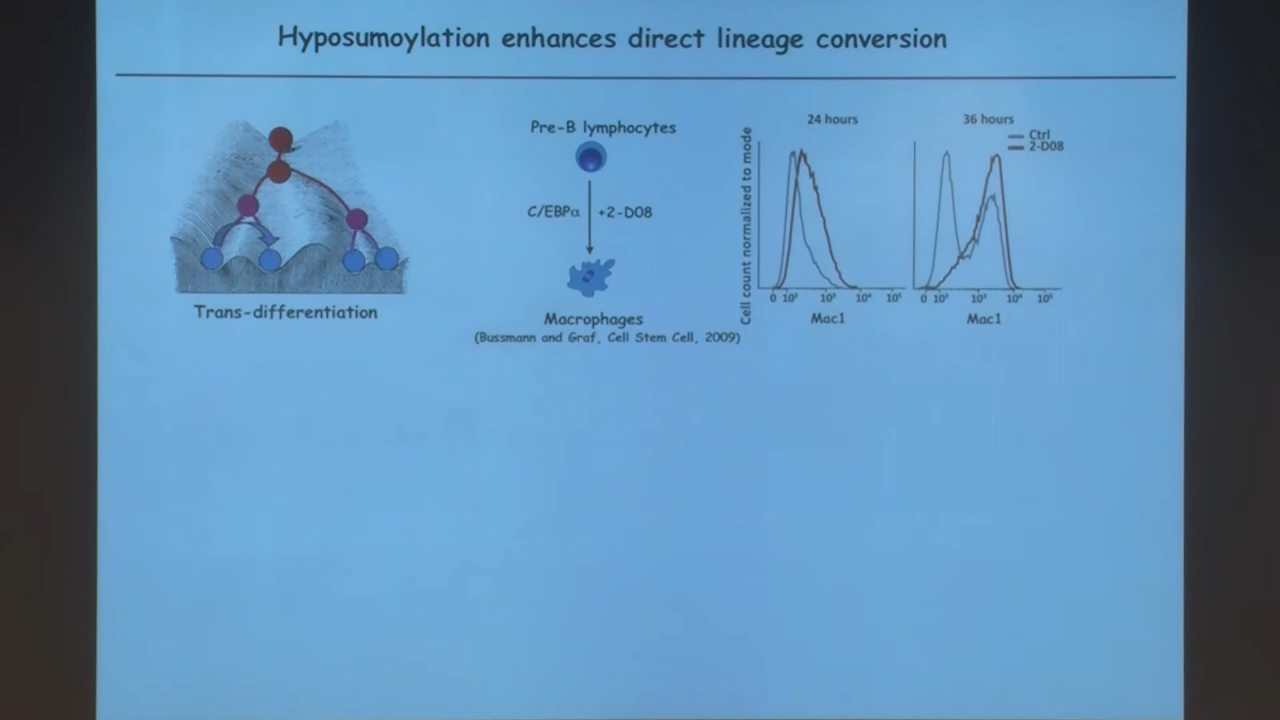 Hyposumoylation enhances direct lineage conversion
Trans-differentiation
Pre-B lymphocytes
C/EBPα +2-D08
Macrophages
(Bussmann and Graf, Cell Stem Cell, 2009)
Cell count normalized to mode
24 hours
0 10² 10³ 10⁴ 10⁵
Mac1
36 hours
Ctrl
2-D08
0 10² 10³ 10⁴ 10⁵
Mac1